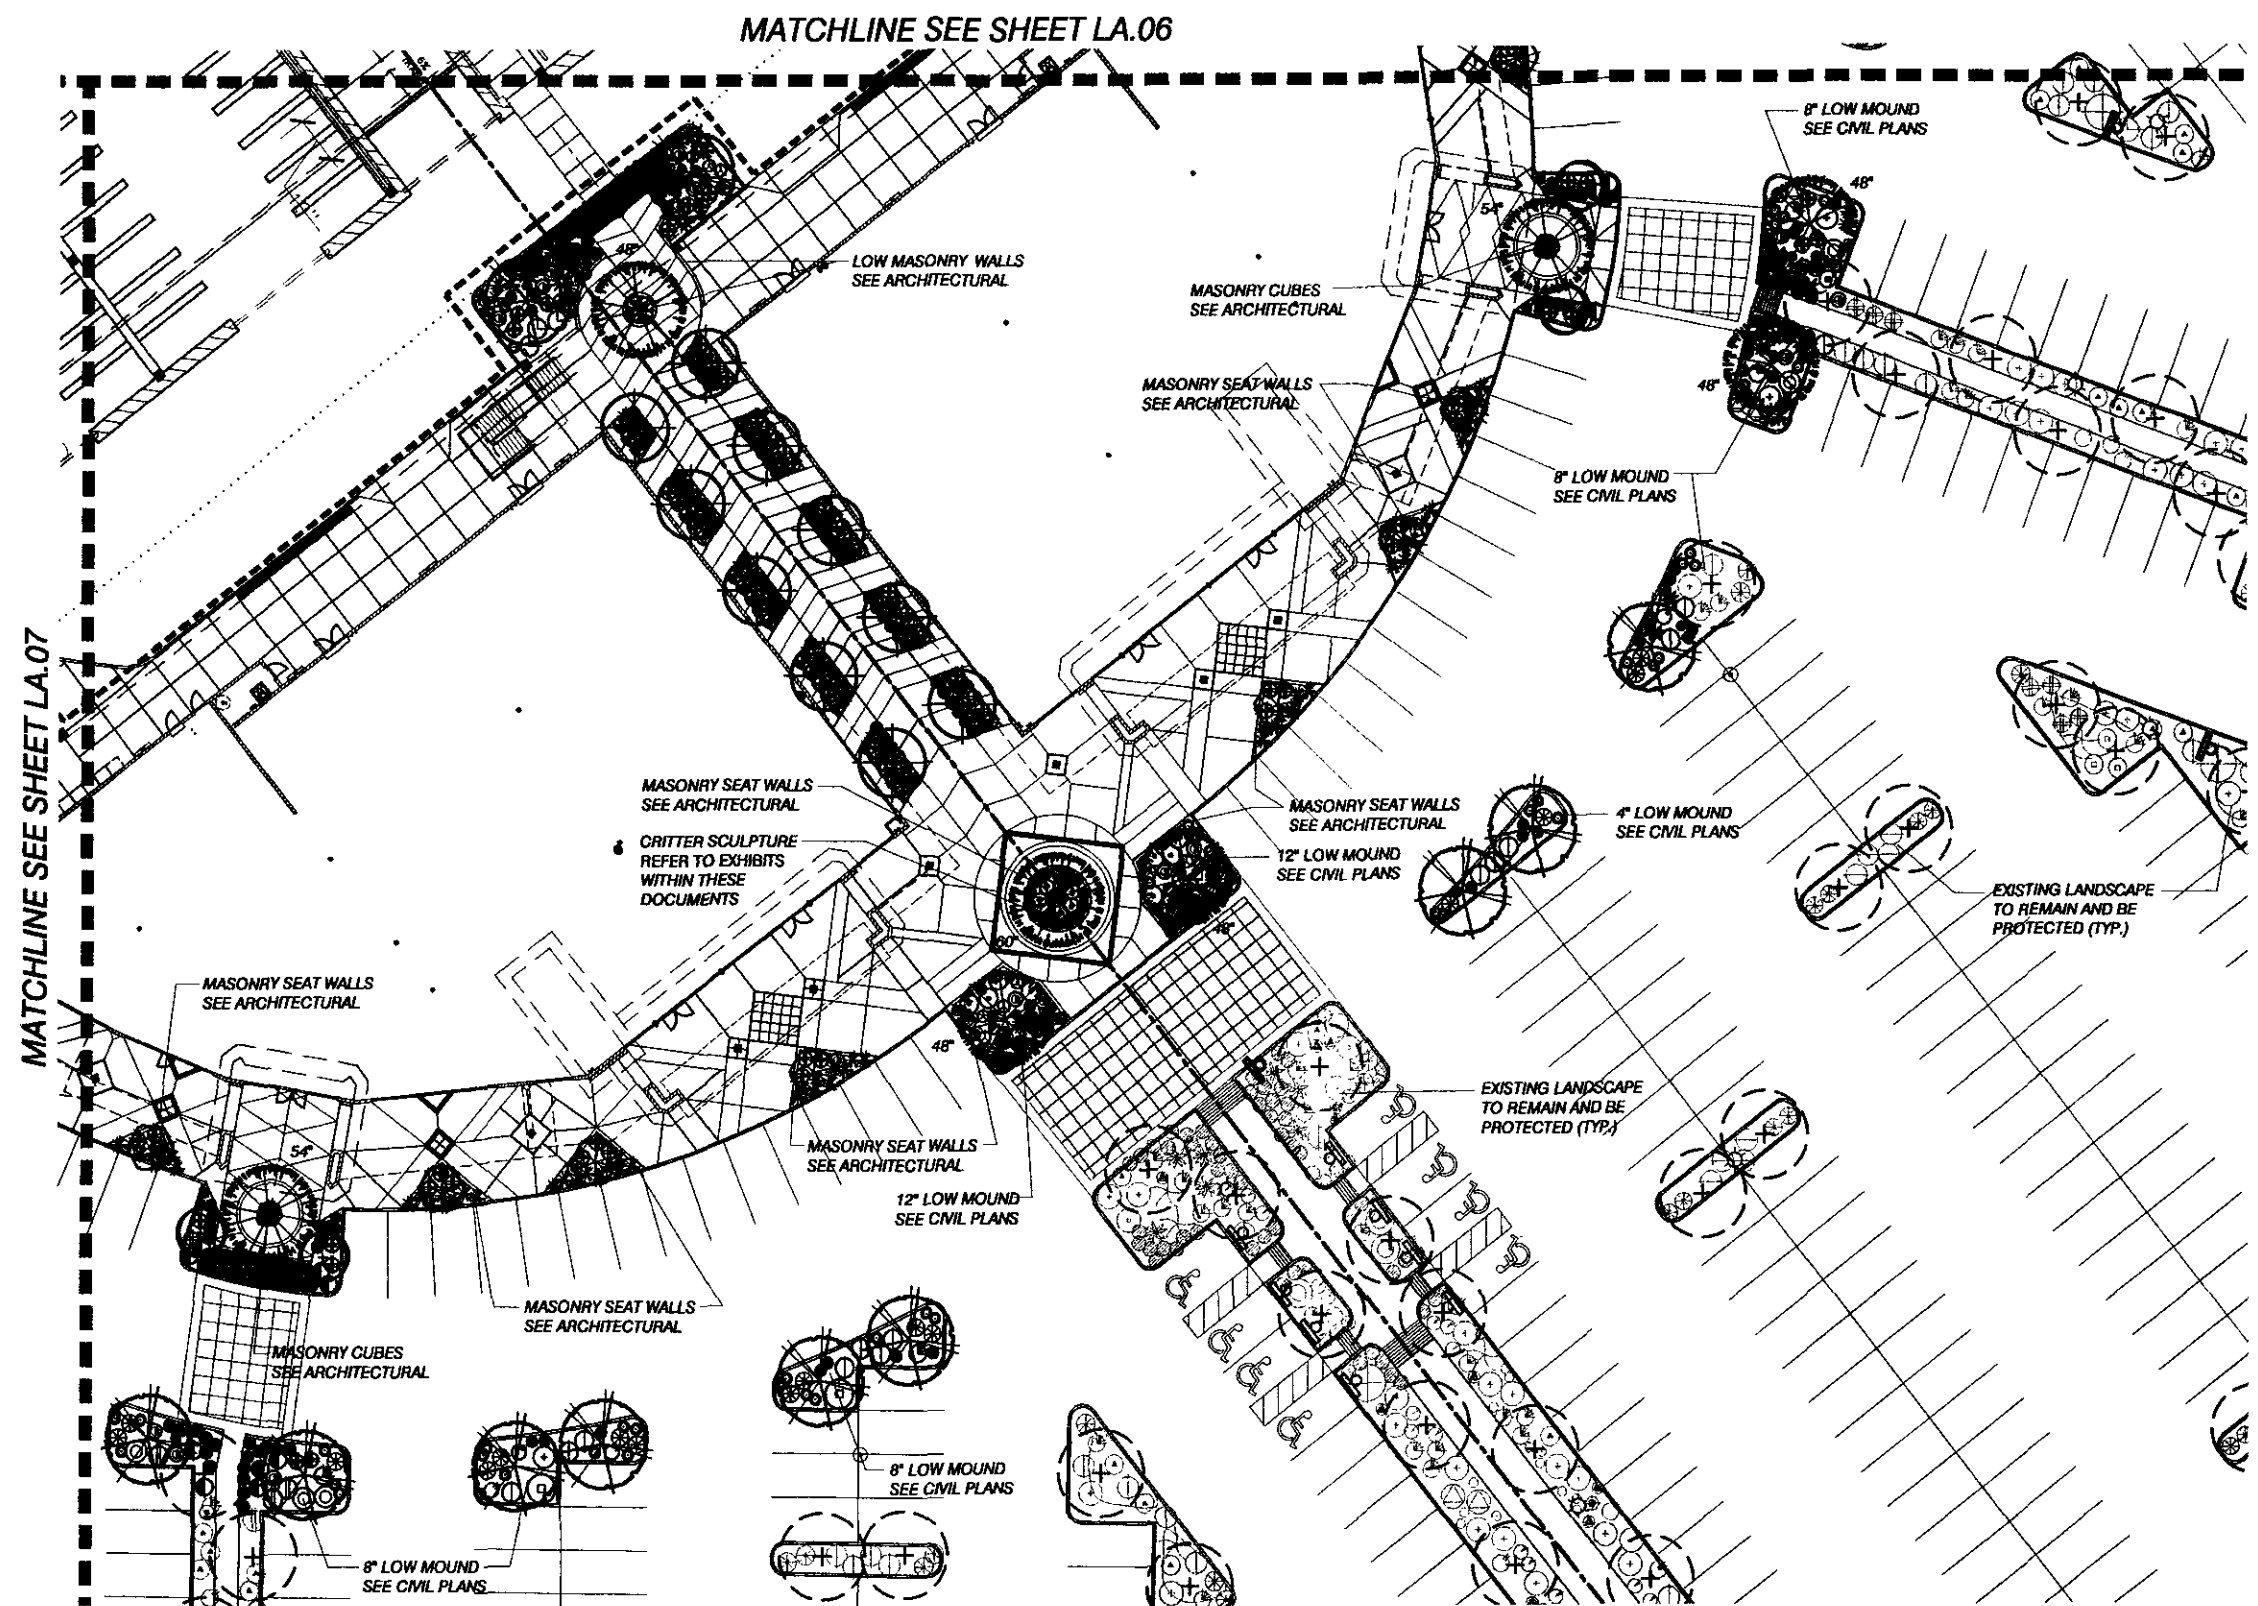 MATCHLINE SEE SHEET LA.06
8" LOW MOUND
SEE CIVIL PLANS
48"
54"
48"
LOW MASONRY WALLS
SEE ARCHITECTURAL
MASONRY CUBES
SEE ARCHITECTURAL
MASONRY SEAT WALLS
SEE ARCHITECTURAL
48"
8" LOW MOUND
SEE CIVIL PLANS
MATCHLINE SEE SHEET LA.07
MASONRY SEAT WALLS
SEE ARCHITECTURAL
CRITTER SCULPTURE
REFER TO EXHIBITS
WITHIN THESE
DOCUMENTS
MASONRY SEAT WALLS
SEE ARCHITECTURAL
4" LOW MOUND
SEE CIVIL PLANS
12" LOW MOUND
SEE CIVIL PLANS
EXISTING LANDSCAPE
TO REMAIN AND BE
PROTECTED (TYP.)
60"
48"
MASONRY SEAT WALLS
SEE ARCHITECTURAL
48"
EXISTING LANDSCAPE
TO REMAIN AND BE
PROTECTED (TYP.)
54"
MASONRY SEAT WALLS
SEE ARCHITECTURAL
12" LOW MOUND
SEE CIVIL PLANS
MASONRY SEAT WALLS
SEE ARCHITECTURAL
MASONRY CUBES
SEE ARCHITECTURAL
8" LOW MOUND
SEE CIVIL PLANS
8" LOW MOUND
SEE CIVIL PLANS